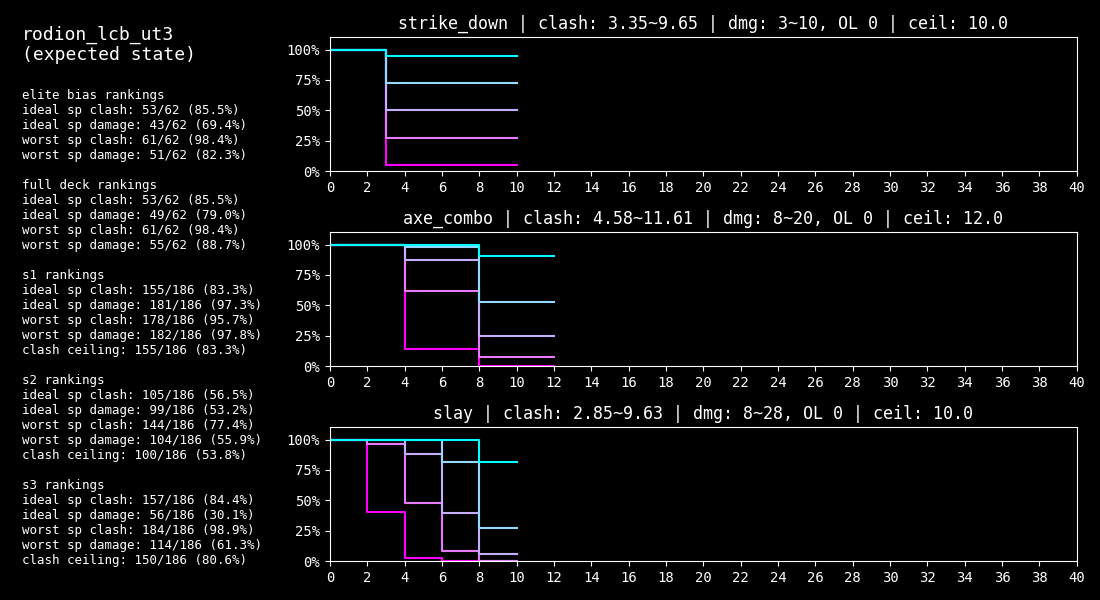 rodion_lcb_ut3
(expected state)
elite bias rankings
ideal sp clash: 53/62 (85.5%)
ideal sp damage: 43/62 (69.4%)
worst sp clash: 61/62 (98.4%)
worst sp damage: 51/62 (82.3%)
full deck rankings
ideal sp clash: 53/62 (85.5%)
ideal sp damage: 49/62 (79.0%)
worst sp clash: 61/62 (98.4%)
worst sp damage: 55/62 (88.7%)
s1 rankings
ideal sp clash: 155/186 (83.3%)
ideal sp damage: 181/186 (97.3%)
worst sp clash: 178/186 (95.7%)
worst sp damage: 182/186 (97.8%)
clash ceiling: 155/186 (83.3%)
s2 rankings
ideal sp clash: 105/186 (56.5%)
ideal sp damage: 99/186 (53.2%)
worst sp clash: 144/186 (77.4%)
worst sp damage: 104/186 (55.9%)
clash ceiling: 100/186 (53.8%)
s3 rankings
ideal sp clash: 157/186 (84.4%)
ideal sp damage: 56/186 (30.1%)
worst sp clash: 184/186 (98.9%)
worst sp damage: 114/186 (61.3%)
clash ceiling: 150/186 (80.6%)
strike_down | clash: 3.35~9.65 | dmg: 3~10, OL 0 | ceil: 10.0
100%
75%
50%
25%
0%
0 2 4 6 8 10 12 14 16 18 20 22 24 26 28 30 32 34 36 38 40
axe_combo | clash: 4.58~11.61 | dmg: 8~20, OL 0 | ceil: 12.0
100%
75%
50%
25%
0%
0 2 4 6 8 10 12 14 16 18 20 22 24 26 28 30 32 34 36 38 40
slay | clash: 2.85~9.63 | dmg: 8~28, OL 0 | ceil: 10.0
100%
75%
50%
25%
0%
0 2 4 6 8 10 12 14 16 18 20 22 24 26 28 30 32 34 36 38 40